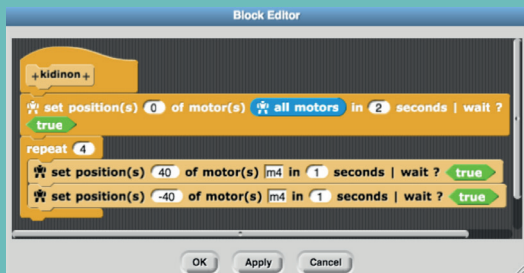 Block Editor
+kidinon+
set position(s) 0 of motor(s) all motors in 2 seconds | wait ?
true
repeat 4
set position(s) 40 of motor(s) m4 in 1 seconds | wait ? true
set position(s) -40 of motor(s) m4 in 1 seconds | wait ? true
OK Apply Cancel